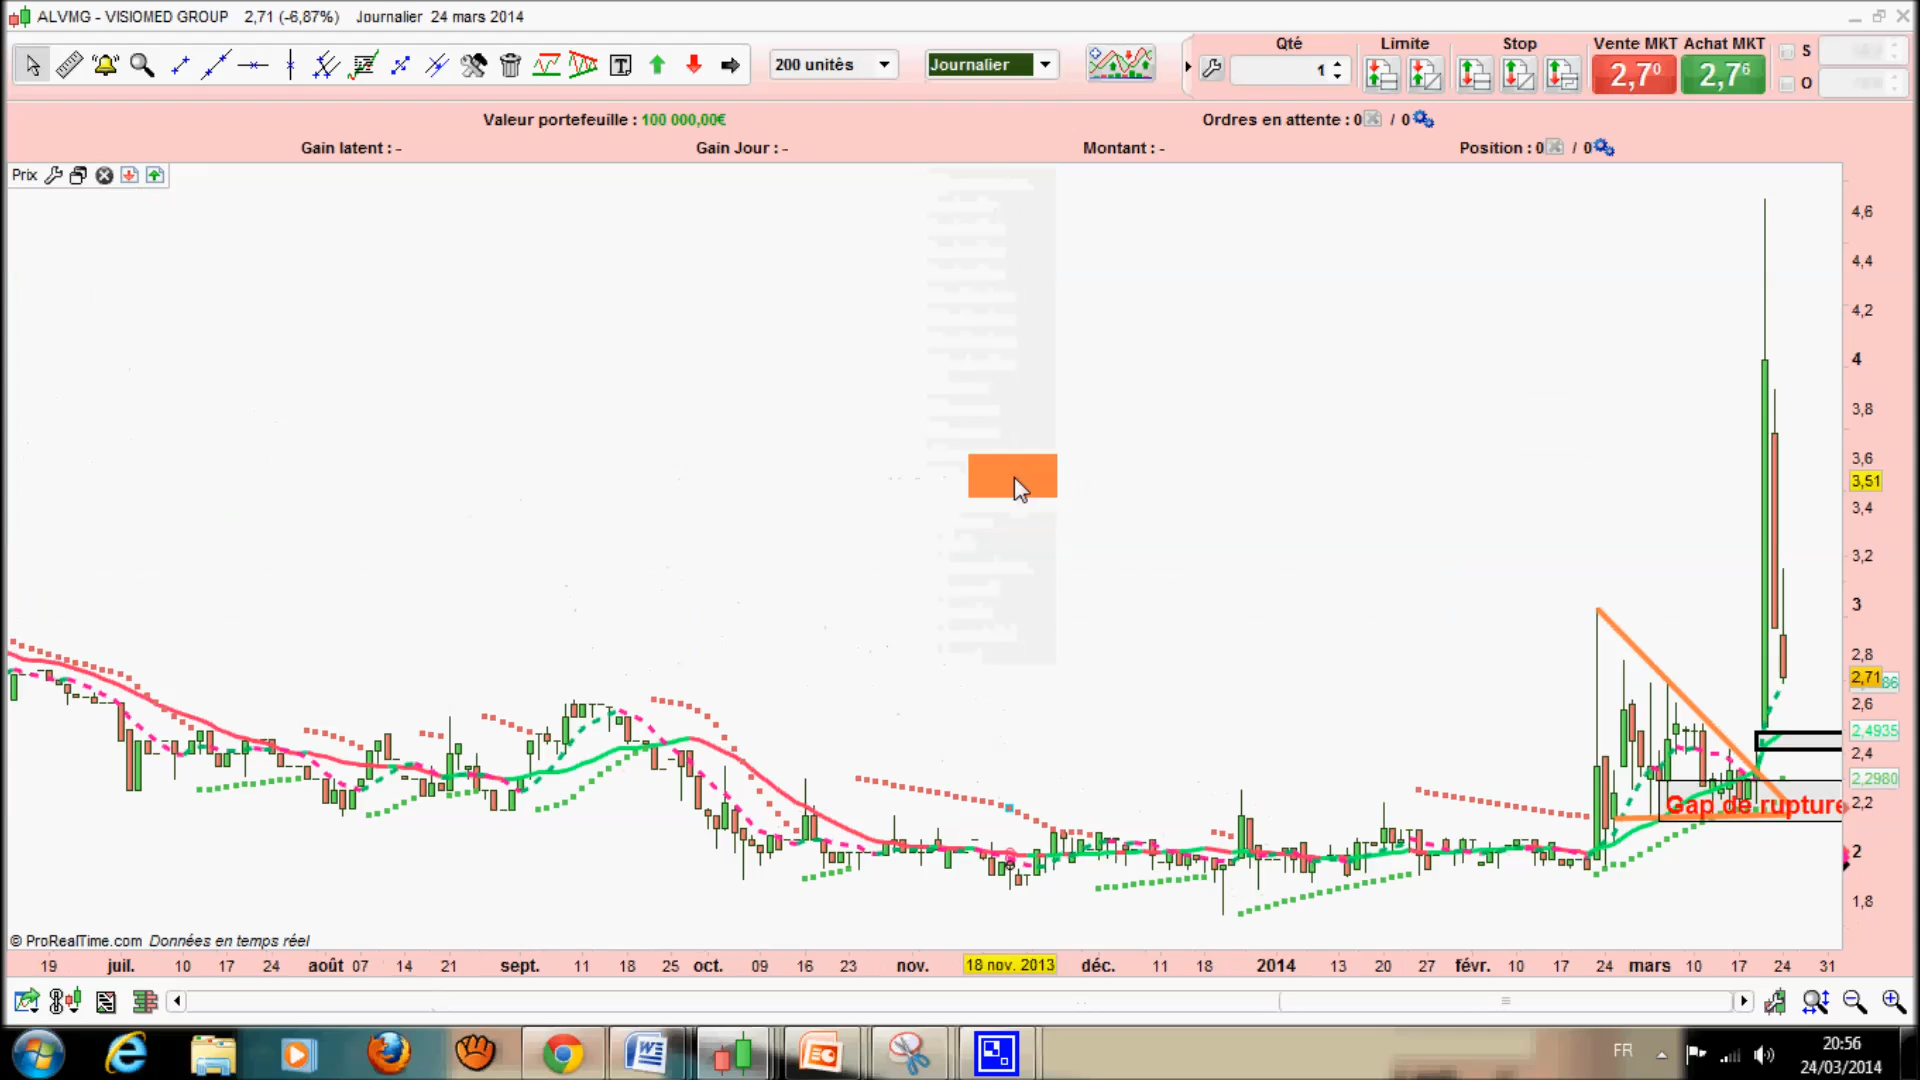 ALVMG - VISIOMED GROUP 2,71 (-6,87%) Journalier 24 mars 2014
200 unités
Journalier
Qté
1
Limite
Stop
Vente MKT Achat MKT
2,7⁰ 2,7⁶
S
O
Valeur portefeuille : 100 000,00€
Ordres en attente : 0 / 0
Gain latent : -
Gain Jour : -
Montant : -
Position : 0 / 0
Prix
4,6
4,4
4,2
4
3,8
3,6
3,51
3,4
3,2
3
2,8
2,71
2,6
2,4935
2,4
2,2980
2,2
Gap de rupture
2
1,8
© ProRealTime.com Données en temps réel
19 juil. 10 17 24 août 07 14 21 sept. 11 18 25 oct. 09 16 23 nov. 18 nov. 2013 déc. 11 18 2014 13 20 27 févr. 10 17 24 mars 10 17 24 31
FR
20:56
24/03/2014